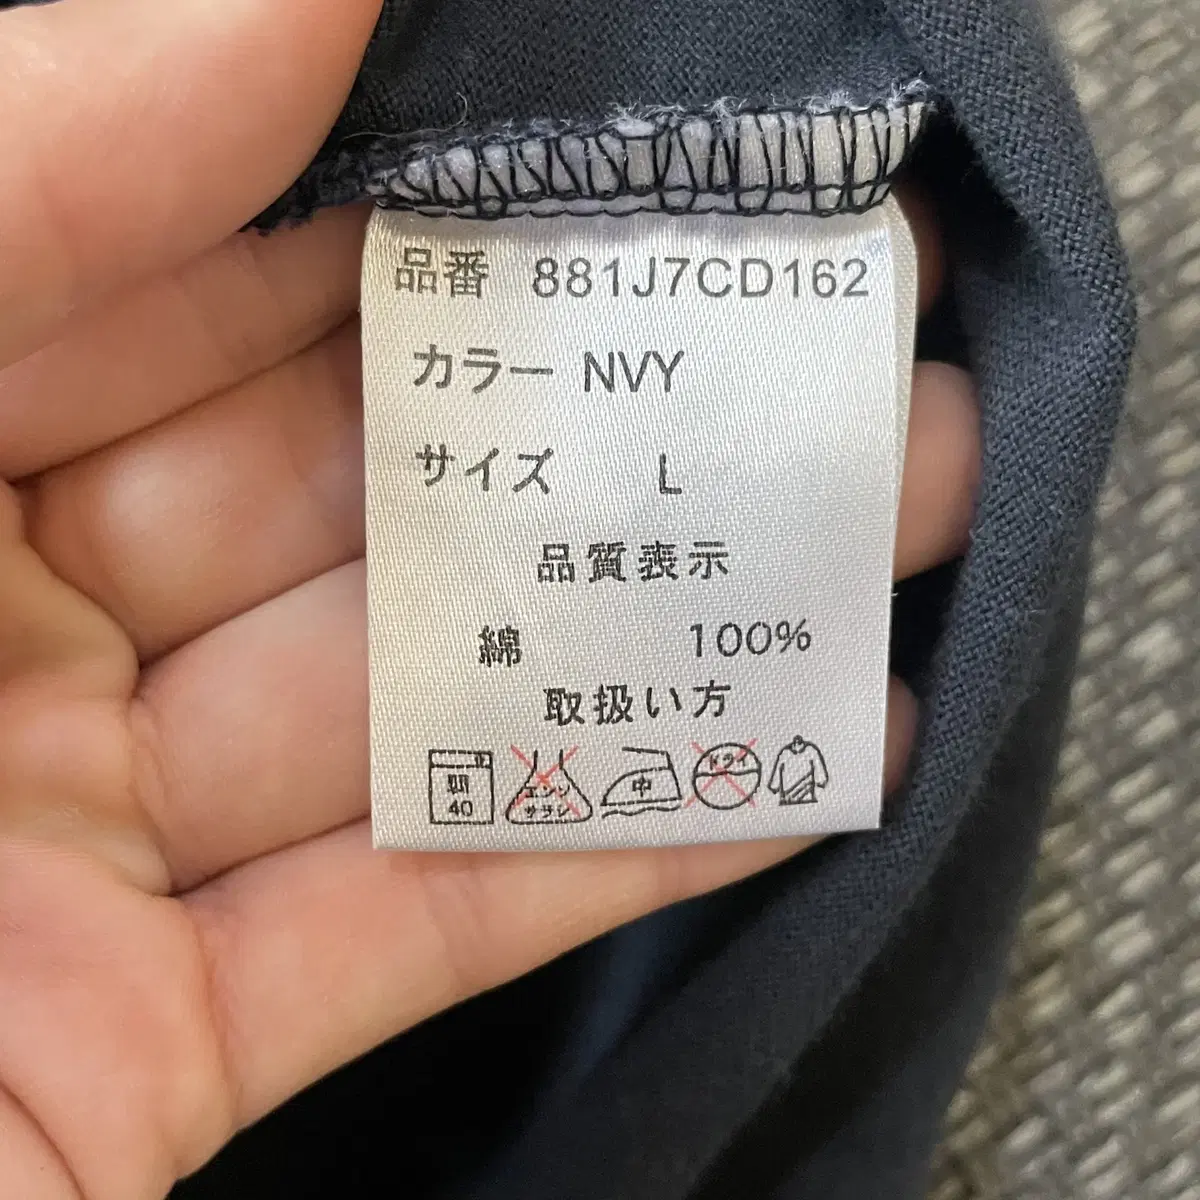 品番 881J7CD162
カラー NVY
サイズ L
品質表示
綿 100%
取扱い方
40 エンソ サラシ 中 ドライ